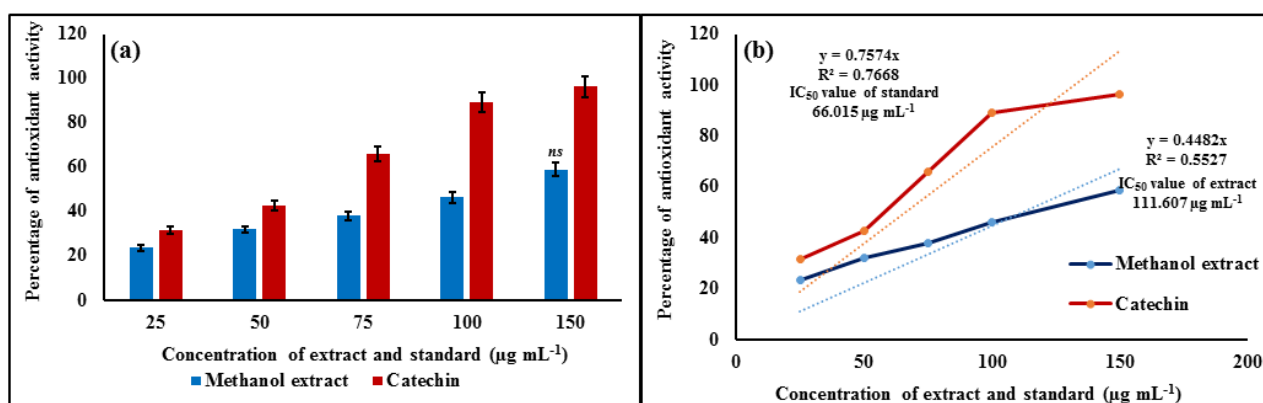 (a)
Percentage of antioxidant activity
120
100
80
60
40
20
0
ns
25 50 75 100 150
Concentration of extract and standard (µg mL⁻¹)
Methanol extract Catechin
(b)
Percentage of antioxidant activity
120
100
80
60
40
20
0
y = 0.7574x
R² = 0.7668
IC₅₀ value of standard
66.015 µg mL⁻¹
y = 0.4482x
R² = 0.5527
IC₅₀ value of extract
111.607 µg mL⁻¹
Methanol extract
Catechin
0 50 100 150 200
Concentration of extract and standard (µg mL⁻¹)